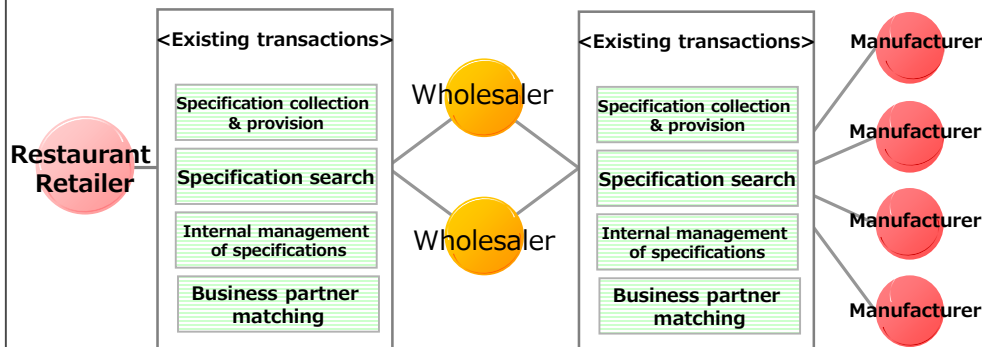 Restaurant
Retailer
<Existing transactions>
Specification collection
& provision
Specification search
Internal management
of specifications
Business partner
matching
Wholesaler
Wholesaler
<Existing transactions>
Specification collection
& provision
Specification search
Internal management
of specifications
Business partner
matching
Manufacturer
Manufacturer
Manufacturer
Manufacturer